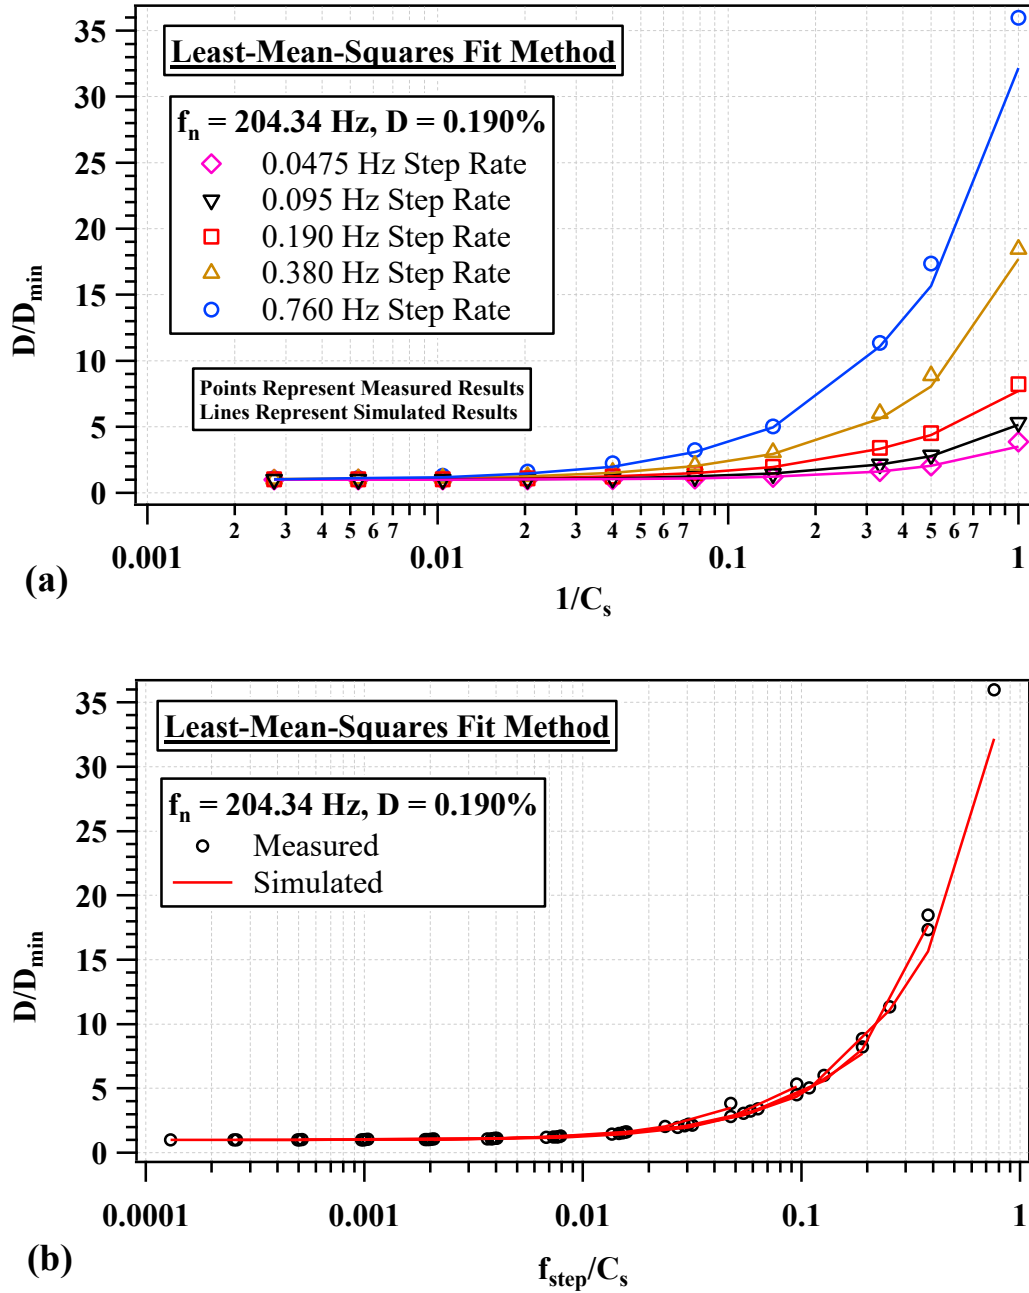 35
30
25
20
15
10
5
0
D/Dmin
Least-Mean-Squares Fit Method
fn = 204.34 Hz, D = 0.190%
0.0475 Hz Step Rate
0.095 Hz Step Rate
0.190 Hz Step Rate
0.380 Hz Step Rate
0.760 Hz Step Rate
Points Represent Measured Results
Lines Represent Simulated Results
2 3 4 5 6 7 2 3 4 5 6 7 2 3 4 5 6 7
0.001 0.01 0.1 1
(a)
1/Cs
35
30
25
20
15
10
5
0
D/Dmin
Least-Mean-Squares Fit Method
fn = 204.34 Hz, D = 0.190%
Measured
Simulated
0.0001 0.001 0.01 0.1 1
(b)
fstep/Cs